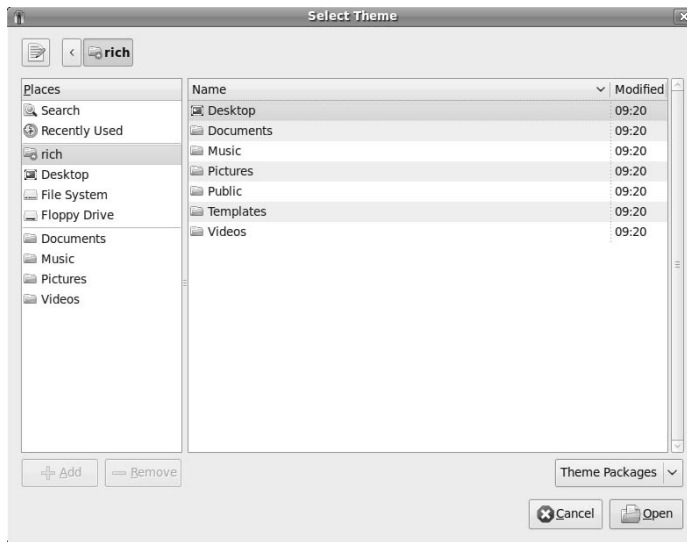 Select Theme
rich
Places
Search
Recently Used
rich
Desktop
File System
Floppy Drive
Documents
Music
Pictures
Videos
Name Modified
Desktop 09:20
Documents 09:20
Music 09:20
Pictures 09:20
Public 09:20
Templates 09:20
Videos 09:20
Add Remove
Theme Packages
Cancel Open